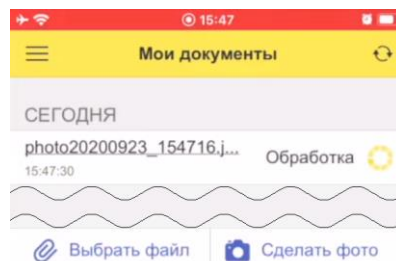 15:47
Мои документы
СЕГОДНЯ
photo20200923_154716.j...
Обработка
15:47:30
Выбрать файл
Сделать фото